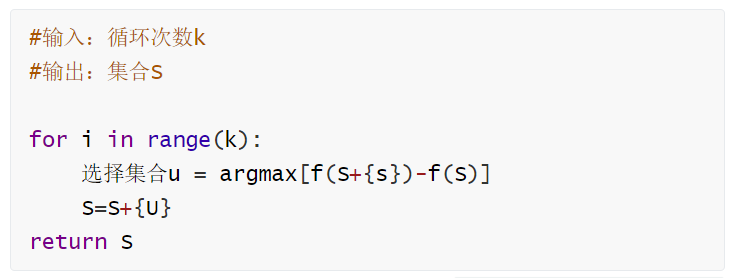 #输入：循环次数k
#输出：集合S
for i in range(k):
选择集合u = argmax[f(S+{s})-f(S)]
S=S+{U}
return S